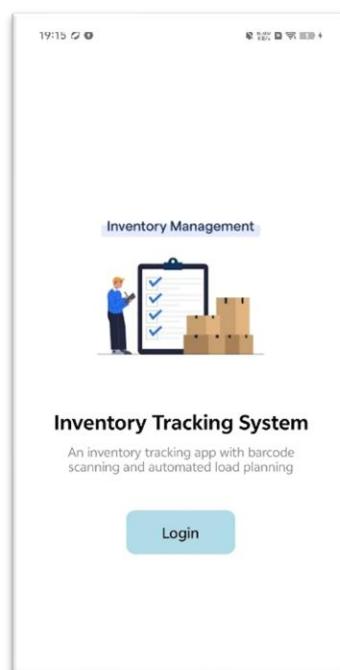 19:15
Inventory Management
Inventory Tracking System
An inventory tracking app with barcode
scanning and automated load planning
Login